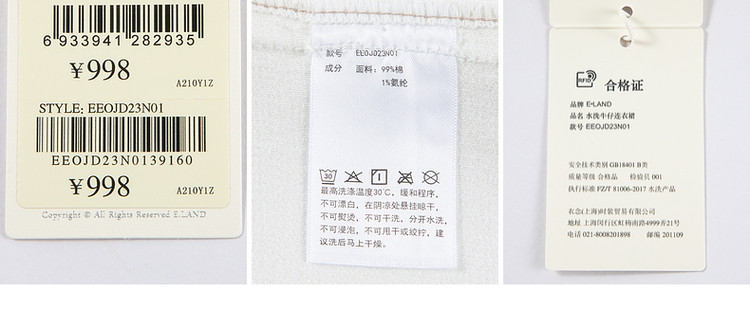 6 933941 282935
￥998
A210Y1Z
STYLE: EEOJD23N01
EEOJD23N0139160
￥998
A210Y1Z
Copyright © All Rights Reserved E.LAND
款号 EEOJD23N01
成分 面料: 99%棉
1%氨纶
30
最高洗涤温度30℃, 缓和程序,
不可漂白, 在阴凉处悬挂晾干,
不可熨烫, 不可干洗, 分开水洗,
不可浸泡, 不可甩干或绞拧, 建
议洗后马上干燥。
RFID 合格证
品牌 E·LAND
品名 水洗牛仔连衣裙
款号 EEOJD23N01
安全技术类别 GB18401 B类
质量等级 合格品 检验员 001
执行标准 FZ/T 81006-2017 水洗产品
衣念(上海)时装贸易有限公司
地址 上海闵行区虹梅南路4999弄21号
电话 021-8008201898 邮编 201109